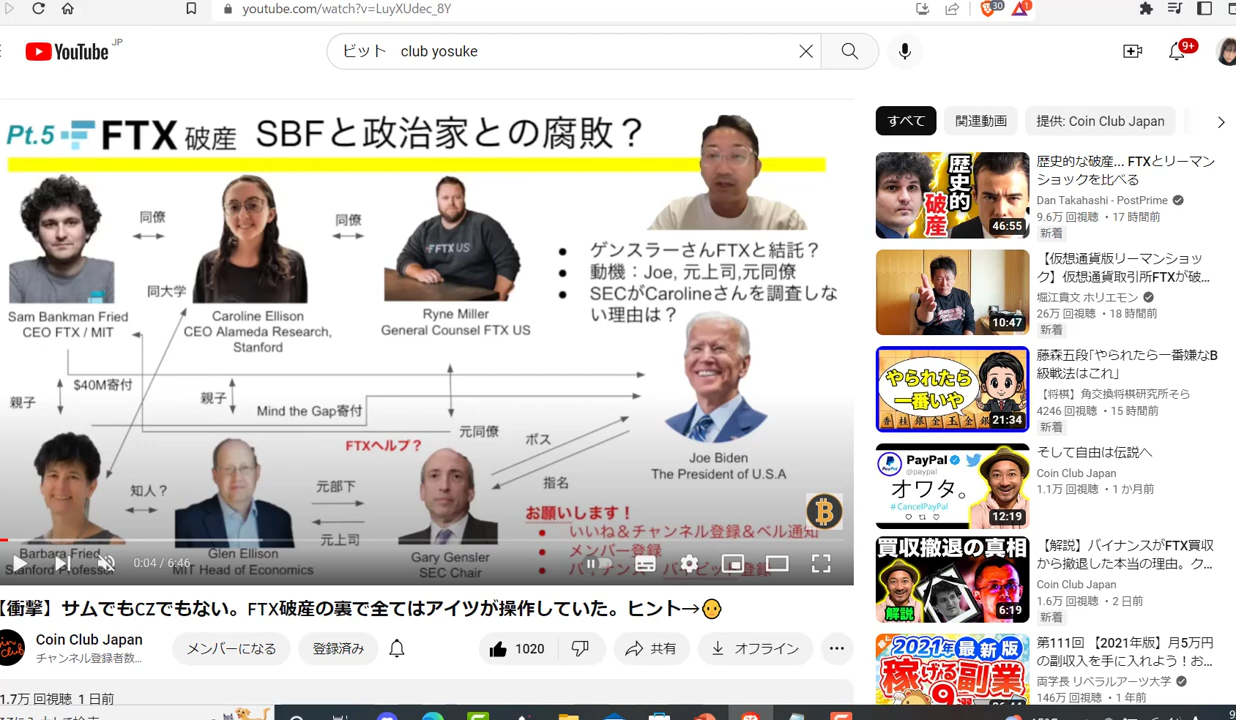 youtube.com/watch?v=LuyXUdec_8Y
30
1
YouTube JP
ビット club yosuke
9+
Pt.5 FTX 破産 SBFと政治家との腐敗？
同僚
同僚
FTX US
同大学
ゲンスラーさんFTXと結託？
動機：Joe, 元上司,元同僚
SECがCarolineさんを調査しな
い理由は？
Sam Bankman Fried
CEO FTX / MIT
Caroline Ellison
CEO Alameda Research,
Stanford
Ryne Miller
General Counsel FTX US
$40M寄付
親子
親子
Mind the Gap寄付
FTXヘルプ？
元同僚
ボス
指名
Joe Biden
The President of U.S.A
知人？
元部下
元上司
お願いします！
いいね＆チャンネル登録＆ベル通知
メンバー登録
Barbara Fried
Stanford Professor
Glen Ellison
MIT Head of Economics
Gary Gensler
SEC Chair
0:04 / 6:46
【衝撃】サムでもCZでもない。FTX破産の裏で全てはアイツが操作していた。ヒント→
Coin Club Japan
チャンネル登録者数...
メンバーになる
登録済み
1020
共有
オフライン
1.7万 回視聴 1 日前
すべて
関連動画
提供: Coin Club Japan
歴史的
破産
46:55
歴史的な破産... FTXとリーマン
ショックを比べる
Dan Takahashi - PostPrime
9.6万 回視聴 ・17 時間前
新着
10:47
【仮想通貨版リーマンショッ
ク】仮想通貨取引所FTXが破...
堀江貴文 ホリエモン
26万 回視聴 ・18 時間前
新着
やられたら
一番いや
香桂銀金玉金銀
21:34
藤森五段｢やられたら一番嫌なB
級戦法はこれ｣
【将棋】角交換将棋研究所そら
4246 回視聴 ・15 時間前
新着
PayPal
@paypal
オワタ。
#CancelPayPal
12:19
そして自由は伝説へ
Coin Club Japan
1.1万 回視聴 ・1 か月前
買収撤退の真相
解説
6:19
【解説】バイナンスがFTX買収
から撤退した本当の理由。ク...
Coin Club Japan
1.6万 回視聴 ・2 日前
新着
2021年最新版
稼げる副業
9
第111回 【2021年版】月5万円
の副収入を手に入れよう！お...
両学長 リベラルアーツ大学
146万 回視聴 ・1 年前